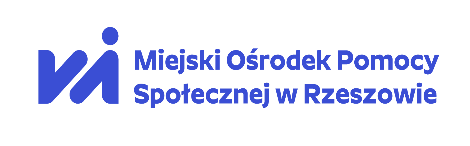 Miejski Ośrodek Pomocy
Społecznej w Rzeszowie